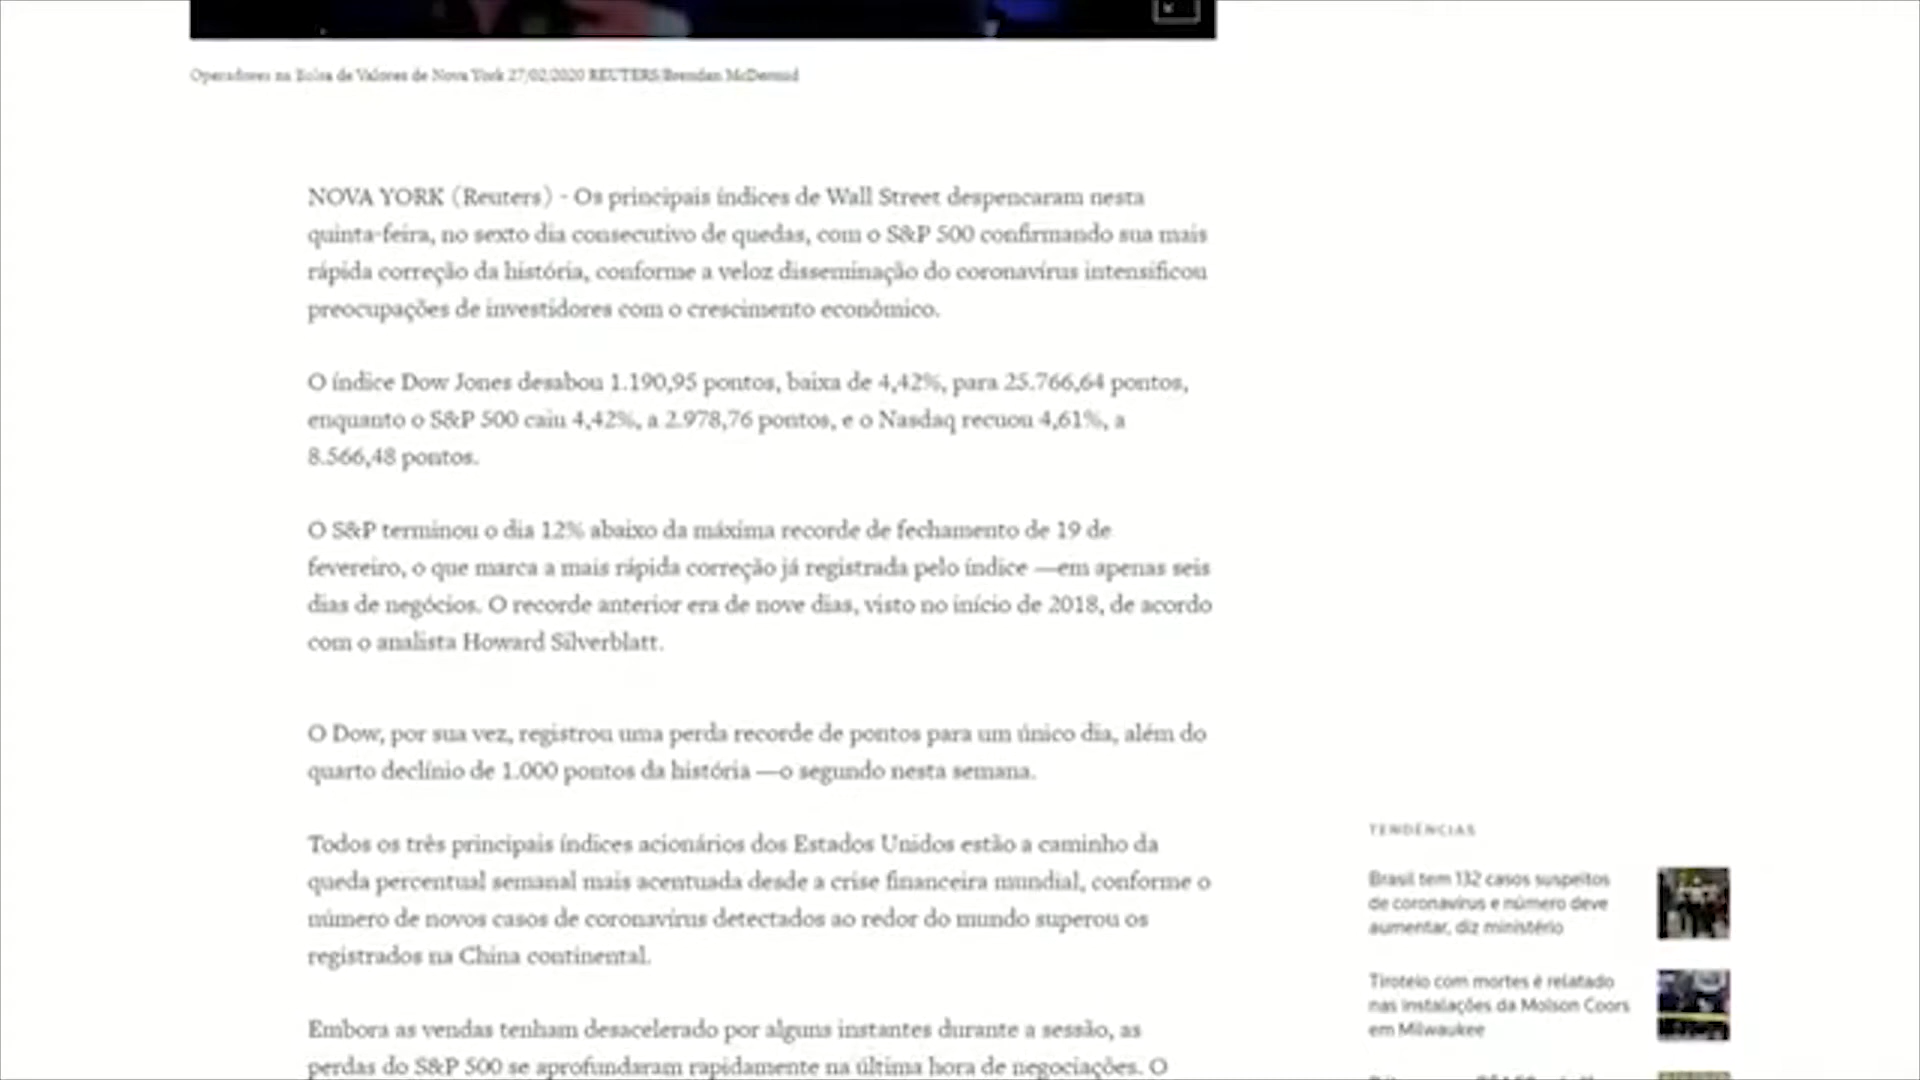 Operadores na Bolsa de Valores de Nova York 27/02/2020 REUTERS/Brendan McDermid
NOVA YORK (Reuters) - Os principais índices de Wall Street despencaram nesta
quinta-feira, no sexto dia consecutivo de quedas, com o S&P 500 confirmando sua mais
rápida correção da história, conforme a veloz disseminação do coronavírus intensificou
preocupações de investidores com o crescimento econômico.
O índice Dow Jones desabou 1.190,95 pontos, baixa de 4,42%, para 25.766,64 pontos,
enquanto o S&P 500 caiu 4,42%, a 2.978,76 pontos, e o Nasdaq recuou 4,61%, a
8.566,48 pontos.
O S&P terminou o dia 12% abaixo da máxima recorde de fechamento de 19 de
fevereiro, o que marca a mais rápida correção já registrada pelo índice —em apenas seis
dias de negócios. O recorde anterior era de nove dias, visto no início de 2018, de acordo
com o analista Howard Silverblatt.
O Dow, por sua vez, registrou uma perda recorde de pontos para um único dia, além do
quarto declínio de 1.000 pontos da história —o segundo nesta semana.
Todos os três principais índices acionários dos Estados Unidos estão a caminho da
queda percentual semanal mais acentuada desde a crise financeira mundial, conforme o
número de novos casos de coronavírus detectados ao redor do mundo superou os
registrados na China continental.
Embora as vendas tenham desacelerado por alguns instantes durante a sessão, as
perdas do S&P 500 se aprofundaram rapidamente na última hora de negociações. O
TENDÊNCIAS
Brasil tem 132 casos suspeitos
de coronavírus e número deve
aumentar, diz ministério
Tiroteio com mortes é relatado
nas instalações da Molson Coors
em Milwaukee